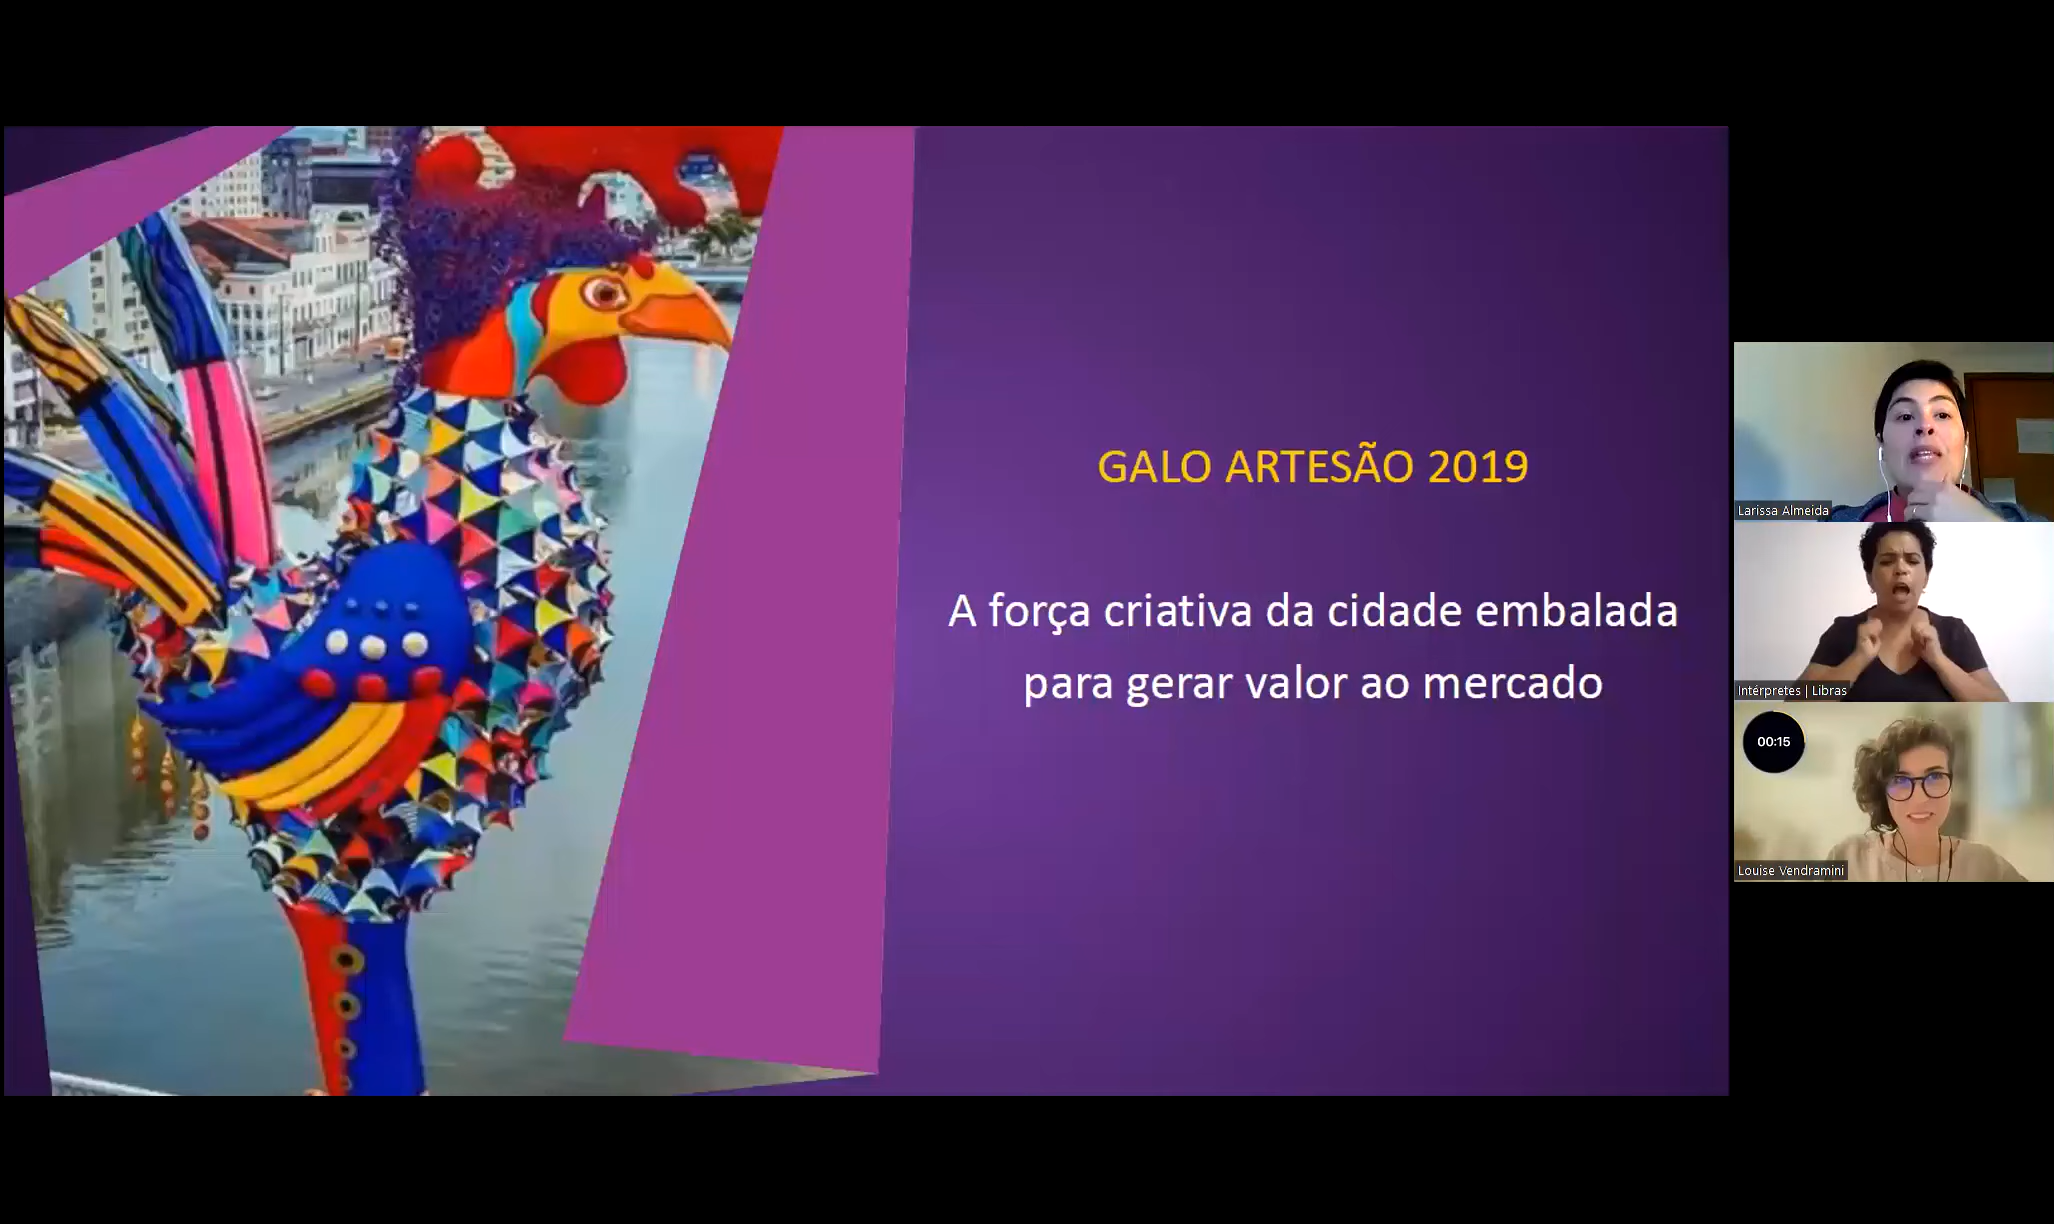 GALO ARTESÃO 2019
A força criativa da cidade embalada
para gerar valor ao mercado
Larissa Almeida
Intérpretes | Libras
00:15
Louise Vendramini